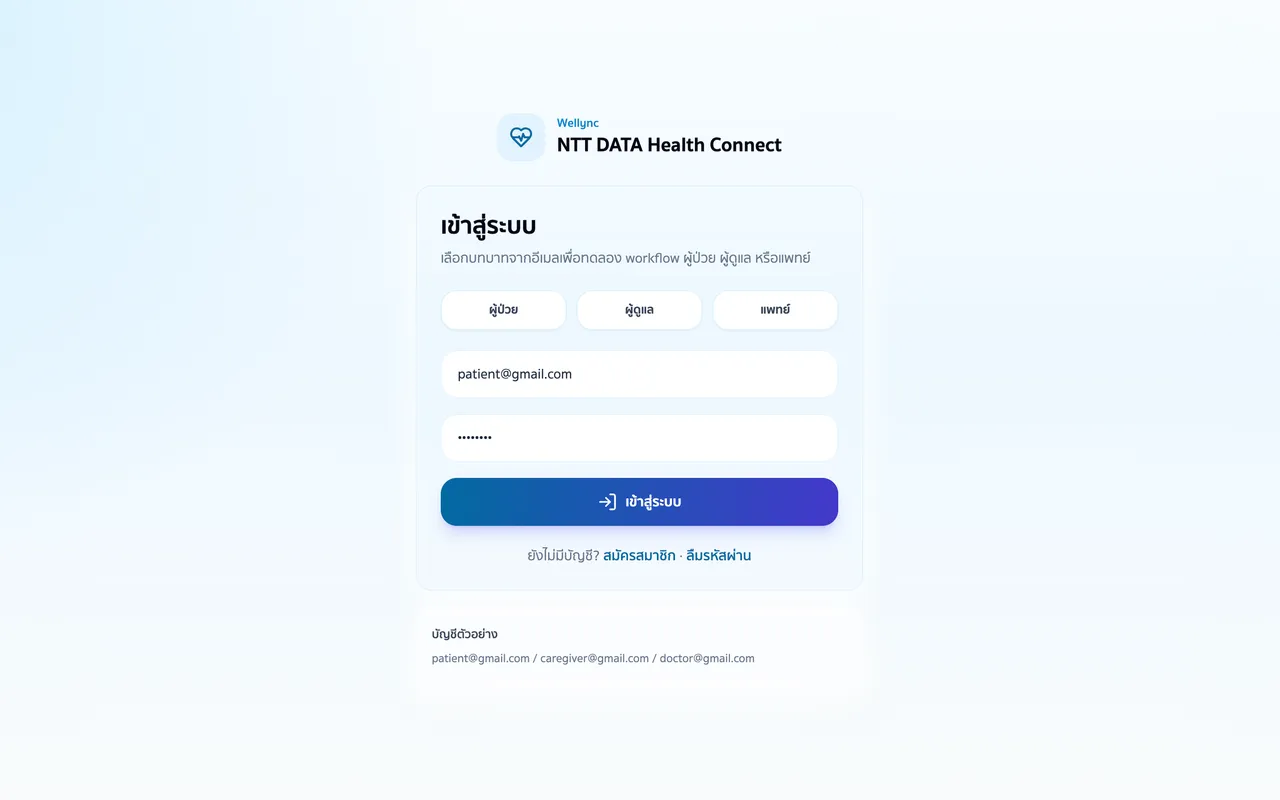 Wellync
NTT DATA Health Connect
เข้าสู่ระบบ
เลือกบทบาทจากอีเมลเพื่อทดลอง workflow ผู้ป่วย ผู้ดูแล หรือแพทย์
ผู้ป่วย
ผู้ดูแล
แพทย์
patient@gmail.com
••••••••
เข้าสู่ระบบ
ยังไม่มีบัญชี? สมัครสมาชิก · ลืมรหัสผ่าน
บัญชีตัวอย่าง
patient@gmail.com / caregiver@gmail.com / doctor@gmail.com